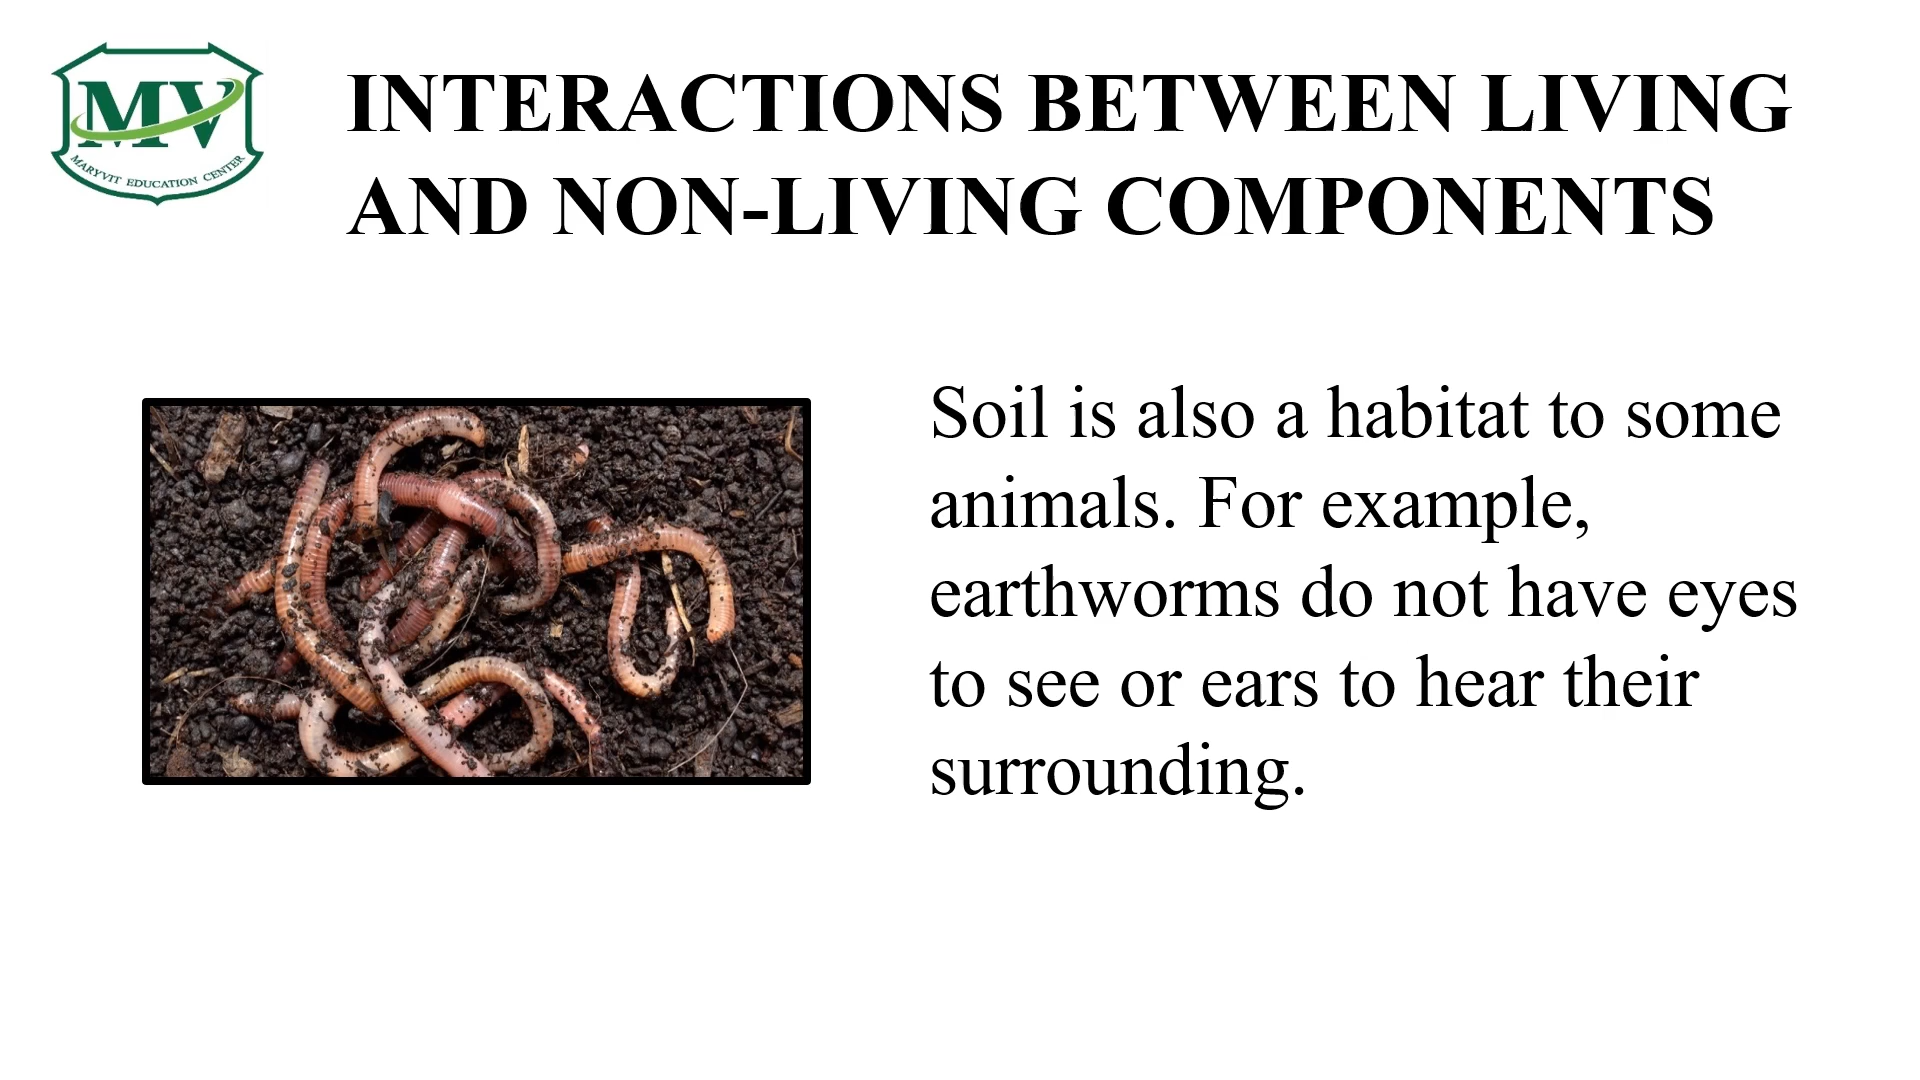 MV
MARYVIT EDUCATION CENTER
INTERACTIONS BETWEEN LIVING
AND NON-LIVING COMPONENTS
Soil is also a habitat to some
animals. For example,
earthworms do not have eyes
to see or ears to hear their
surrounding.